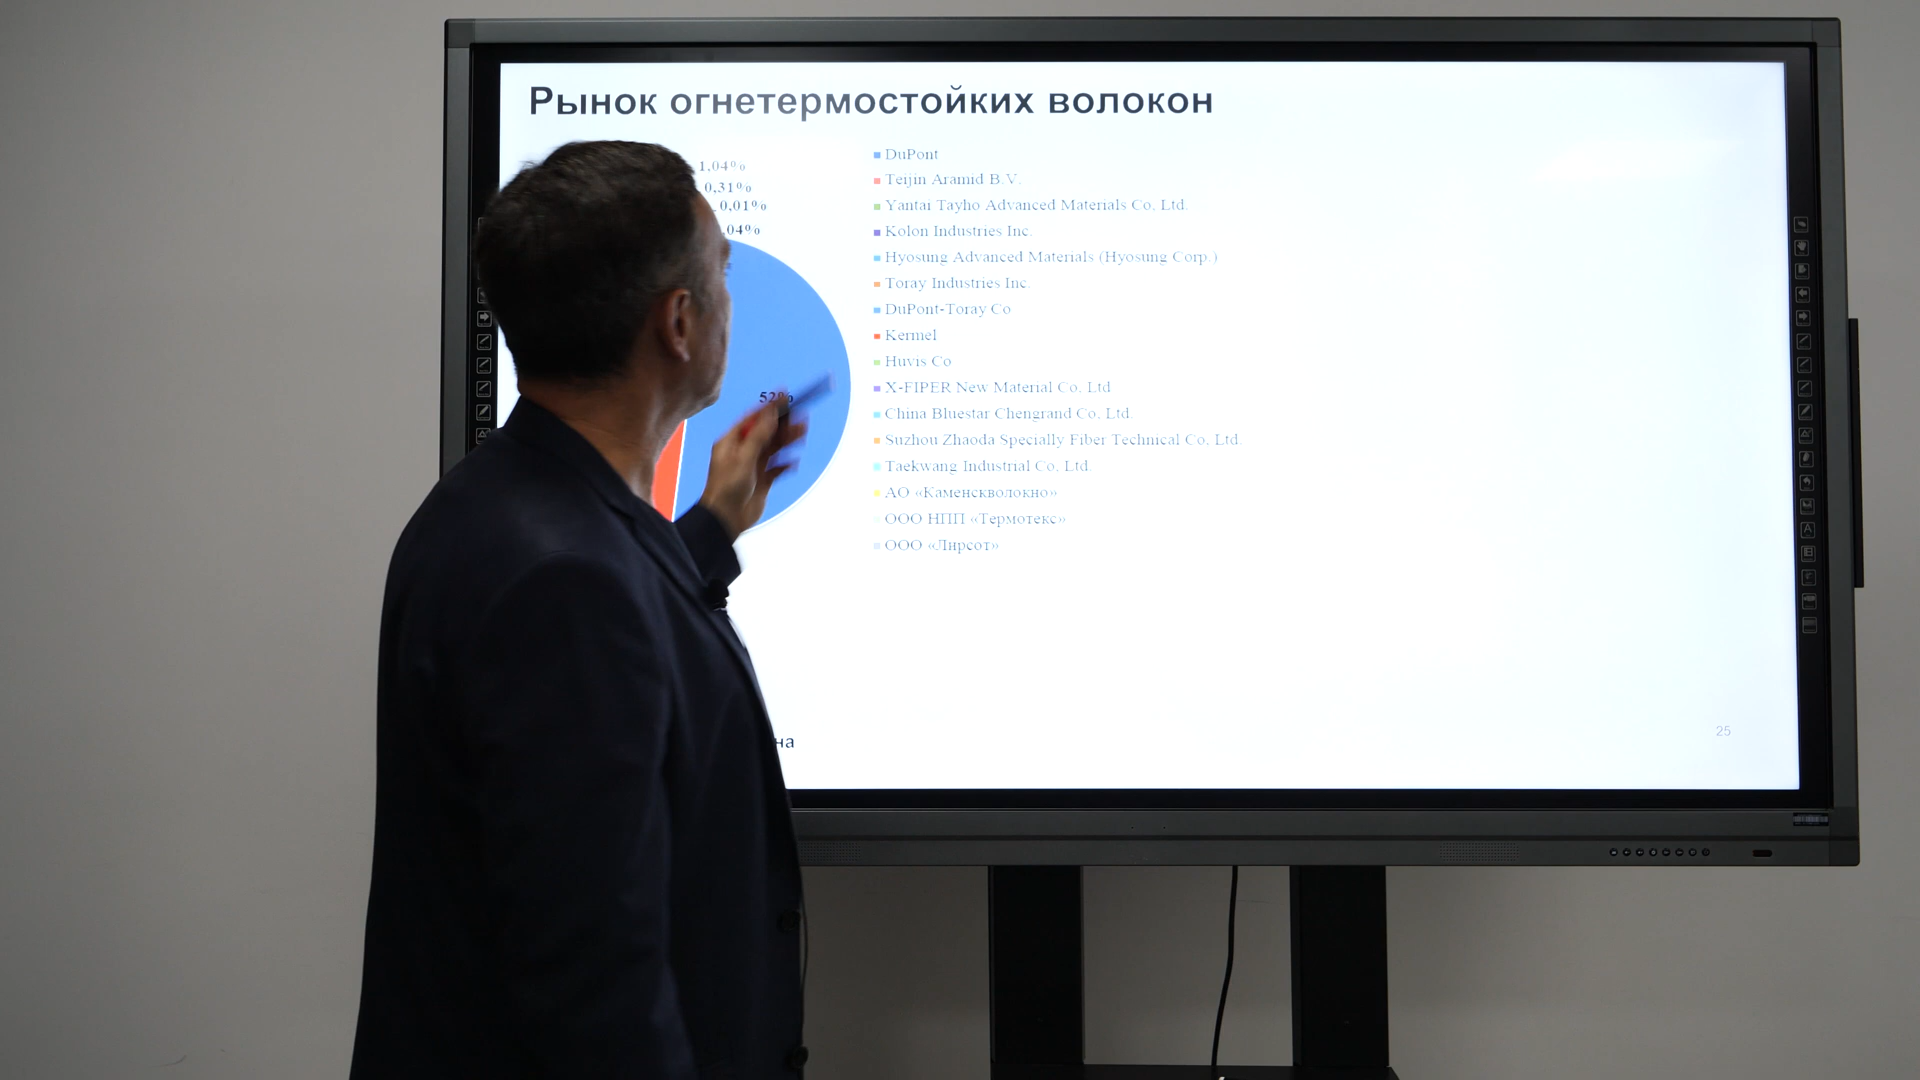 Рынок огнетермостойких волокон
1,04%
0,31%
0,01%
,04%
52%
DuPont
Teijin Aramid B.V.
Yantai Tayho Advanced Materials Co. Ltd.
Kolon Industries Inc.
Hyosung Advanced Materials (Hyosung Corp.)
Toray Industries Inc.
DuPont-Toray Co
Kermel
Huvis Co
X-FIPER New Material Co. Ltd
China Bluestar Chengrand Co. Ltd.
Suzhou Zhaoda Specially Fiber Technical Co. Ltd.
Taekwang Industrial Co. Ltd.
АО «Каменскволокно»
ООО НПП «Термотекс»
ООО «Лирсот»
на
25